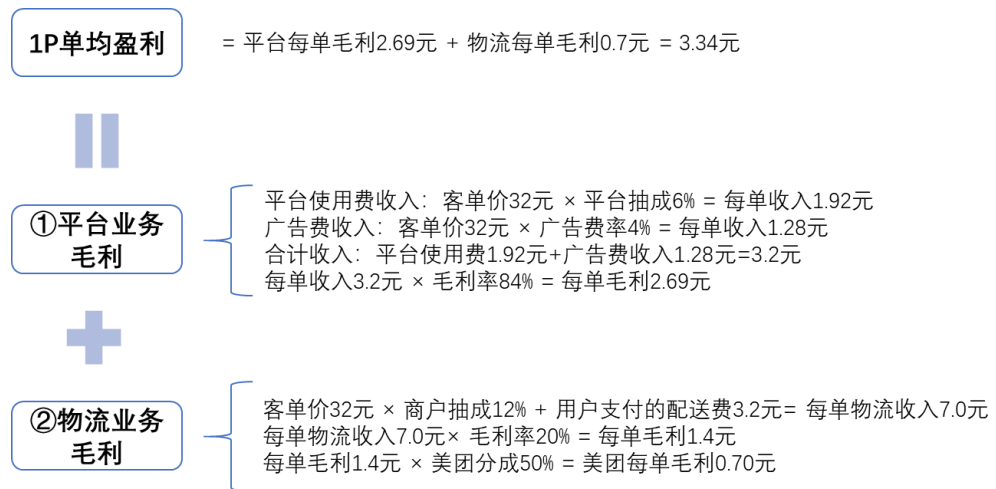 1P单均盈利
= 平台每单毛利2.69元 + 物流每单毛利0.7元 = 3.34元
①平台业务
毛利
平台使用费收入：客单价32元 × 平台抽成6% = 每单收入1.92元
广告费收入：客单价32元 × 广告费率4% = 每单收入1.28元
合计收入：平台使用费1.92元+广告费收入1.28元=3.2元
每单收入3.2元 × 毛利率84% = 每单毛利2.69元
②物流业务
毛利
客单价32元 × 商户抽成12% + 用户支付的配送费3.2元= 每单物流收入7.0元
每单物流收入7.0元× 毛利率20% = 每单毛利1.4元
每单毛利1.4元 × 美团分成50% = 美团每单毛利0.70元